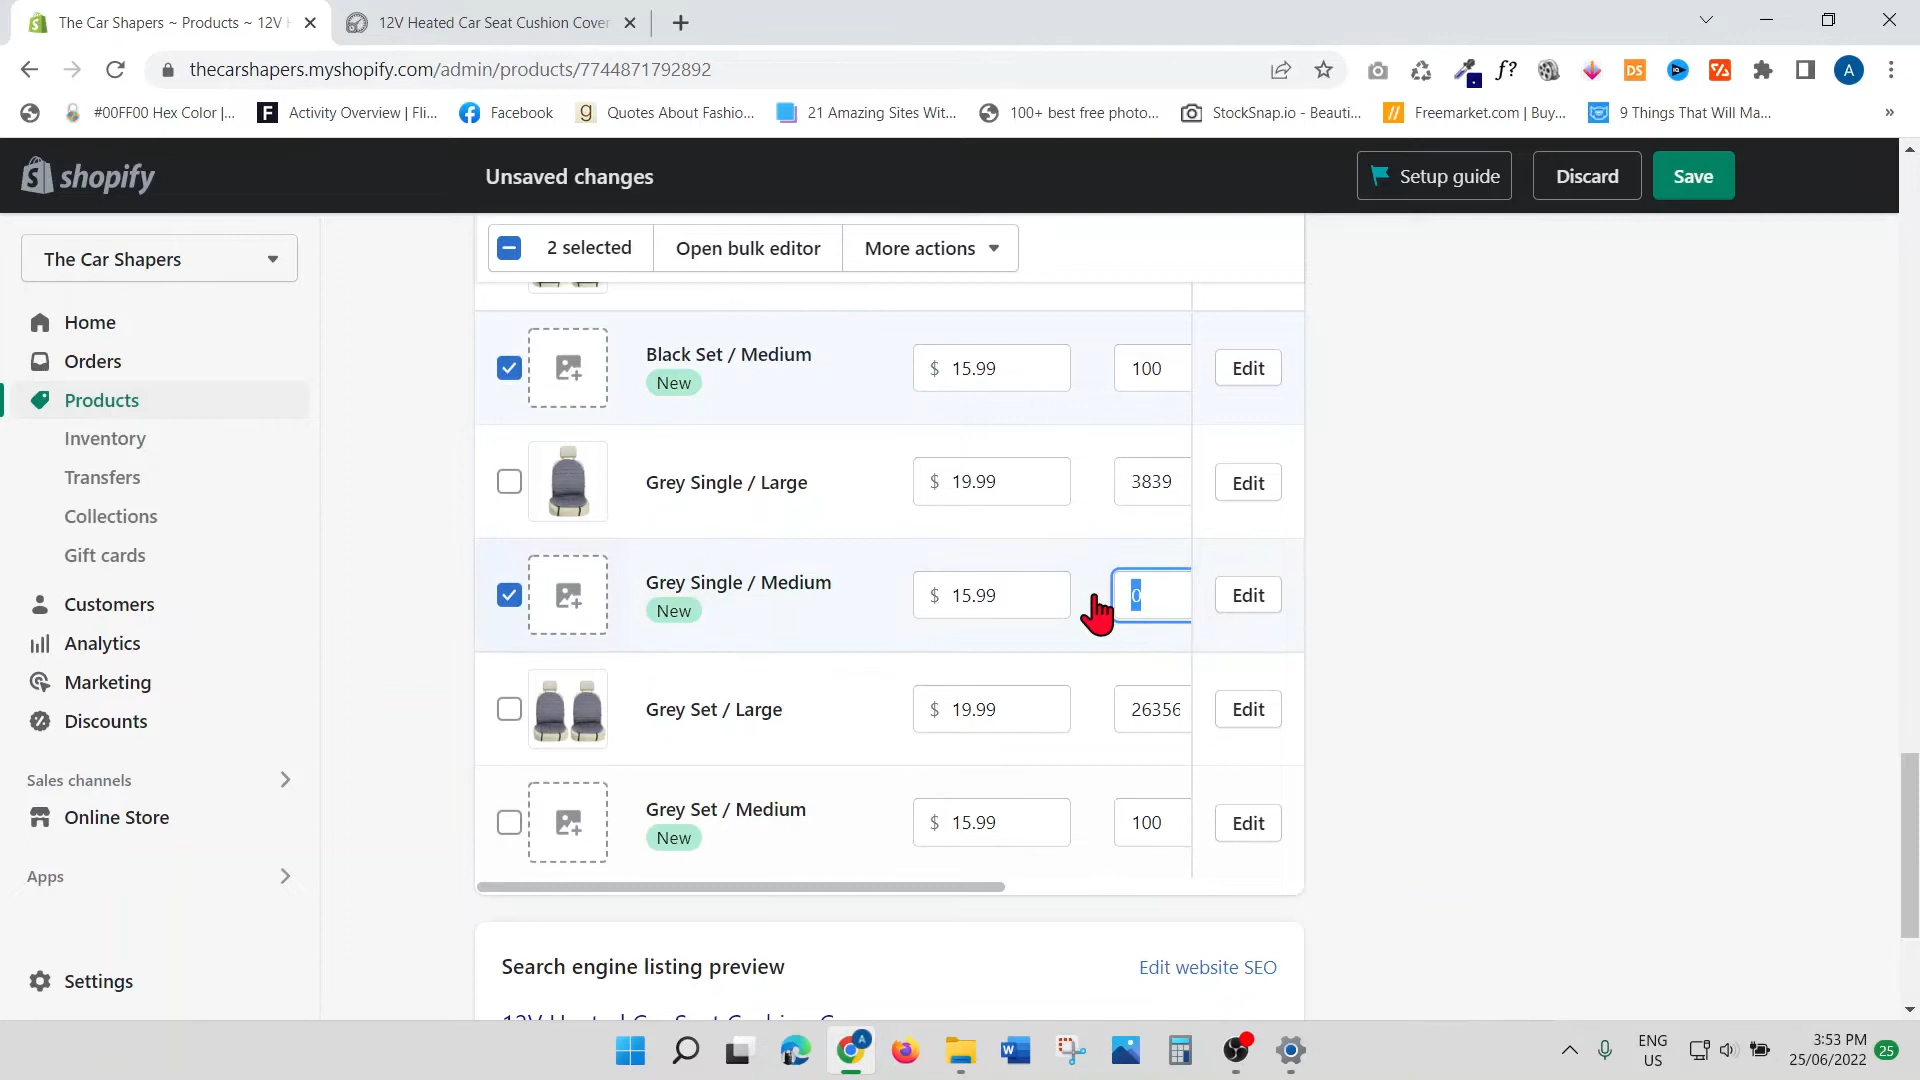 The Car Shapers ~ Products ~ 12V H
12V Heated Car Seat Cushion Cover
thecarshapers.myshopify.com/admin/products/7744871792892
f?
DS
A
#00FF00 Hex Color |...
F Activity Overview | Fli...
Facebook
g Quotes About Fashio...
21 Amazing Sites Wit...
100+ best free photo...
StockSnap.io - Beauti...
Freemarket.com | Buy...
9 Things That Will Ma...
»
shopify
Unsaved changes
Setup guide
Discard
Save
The Car Shapers
Home
Orders
Products
Inventory
Transfers
Collections
Gift cards
Customers
Analytics
Marketing
Discounts
Sales channels
Online Store
Apps
Settings
2 selected
Open bulk editor
More actions
Black Set / Medium
New
$ 15.99
100
Edit
Grey Single / Large
$ 19.99
3839
Edit
Grey Single / Medium
New
$ 15.99
0
Edit
Grey Set / Large
$ 19.99
26356
Edit
Grey Set / Medium
New
$ 15.99
100
Edit
Search engine listing preview
Edit website SEO
12V Heated Car Seat Cushion C
A
W
ENG
US
3:53 PM
25/06/2022
25